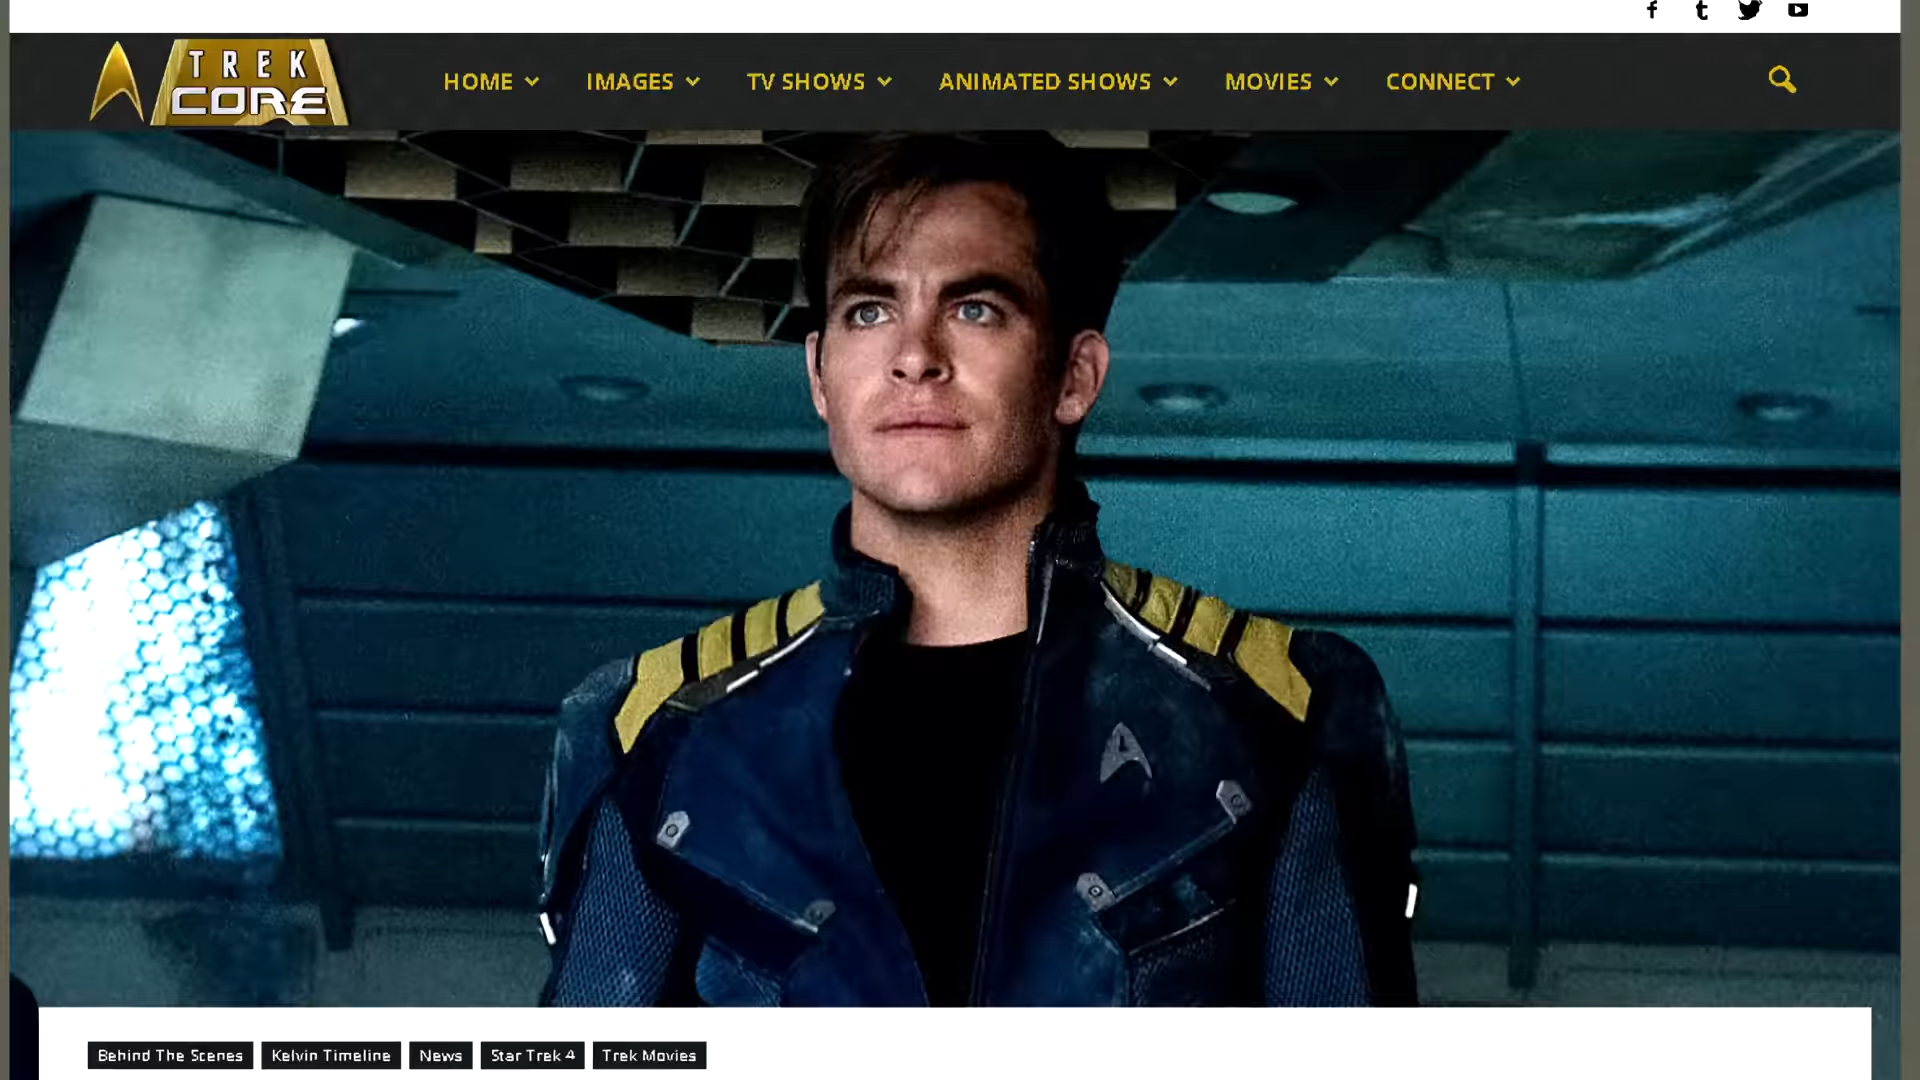 TREK
CORE
HOME IMAGES TV SHOWS ANIMATED SHOWS MOVIES CONNECT
Behind The Scenes Kelvin Timeline News Star Trek 4 Trek Movies